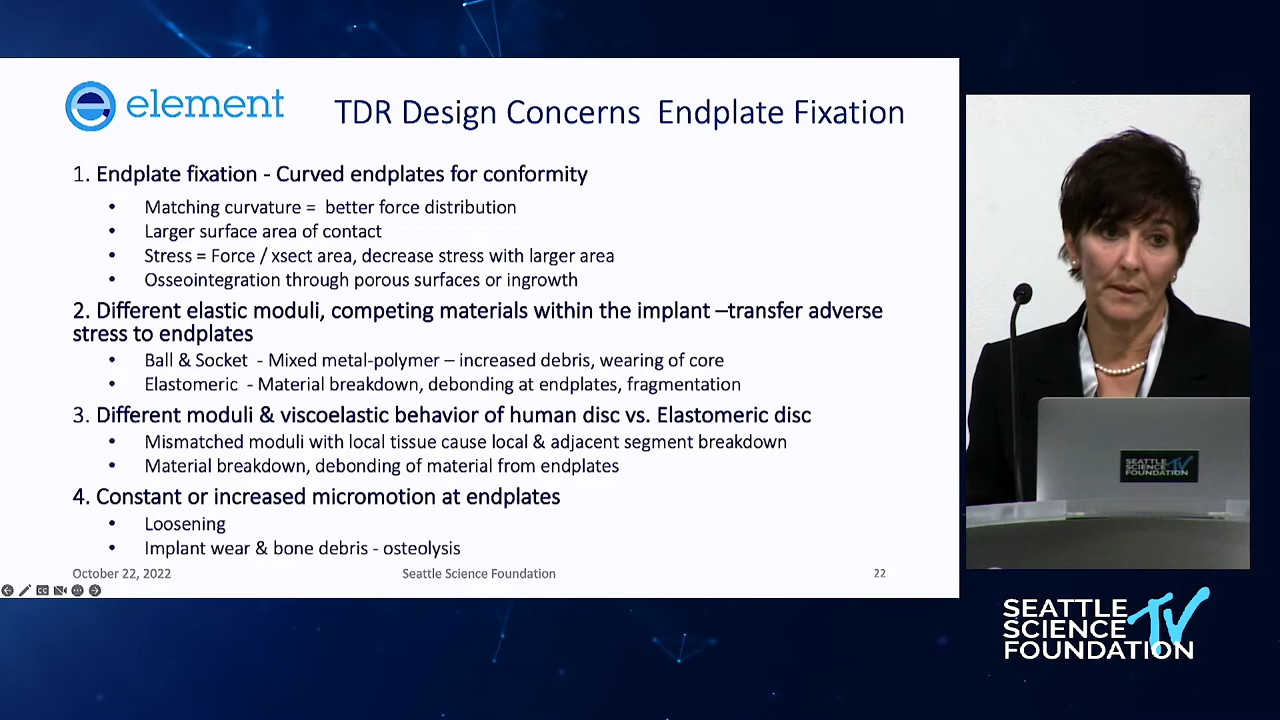 element
TDR Design Concerns  Endplate Fixation
1. Endplate fixation - Curved endplates for conformity
• Matching curvature =  better force distribution
• Larger surface area of contact
• Stress = Force / xsect area, decrease stress with larger area
• Osseointegration through porous surfaces or ingrowth
2. Different elastic moduli, competing materials within the implant –transfer adverse
stress to endplates
• Ball & Socket  - Mixed metal-polymer – increased debris, wearing of core
• Elastomeric  - Material breakdown, debonding at endplates, fragmentation
3. Different moduli & viscoelastic behavior of human disc vs. Elastomeric disc
• Mismatched moduli with local tissue cause local & adjacent segment breakdown
• Material breakdown, debonding of material from endplates
4. Constant or increased micromotion at endplates
• Loosening
• Implant wear & bone debris - osteolysis
October 22, 2022
Seattle Science Foundation
22
SEATTLE
SCIENCE TV
FOUNDATION
SEATTLE
SCIENCE TV
FOUNDATION